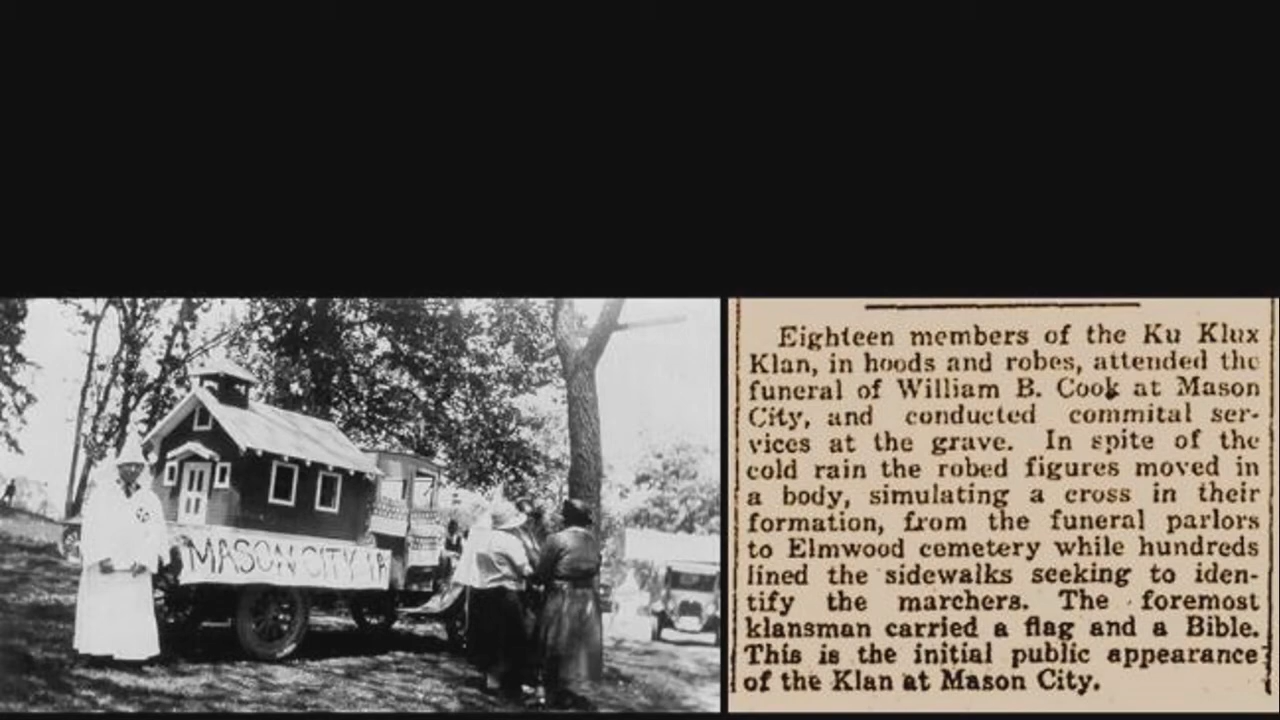 MASON CITY IA
Eighteen members of the Ku Klux
Klan, in hoods and robes, attended the
funeral of William B. Cook at Mason
City, and conducted commital ser-
vices at the grave. In spite of the
cold rain the robed figures moved in
a body, simulating a cross in their
formation, from the funeral parlors
to Elmwood cemetery while hundreds
lined the sidewalks seeking to iden-
tify the marchers. The foremost
klansman carried a flag and a Bible.
This is the initial public appearance
of the Klan at Mason City.